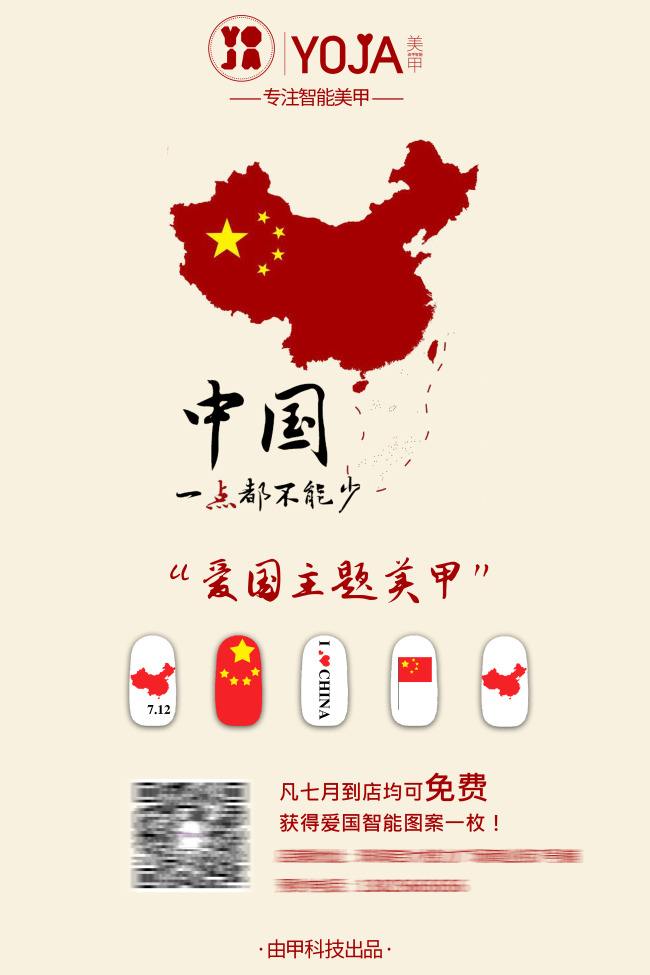 YOJA
YOJA 美甲
专注智能美甲
中国
一点都不能少
“爱国主题美甲”
7.12
I
CHINA
凡七月到店均可免费
获得爱国智能图案一枚！
·由甲科技出品·